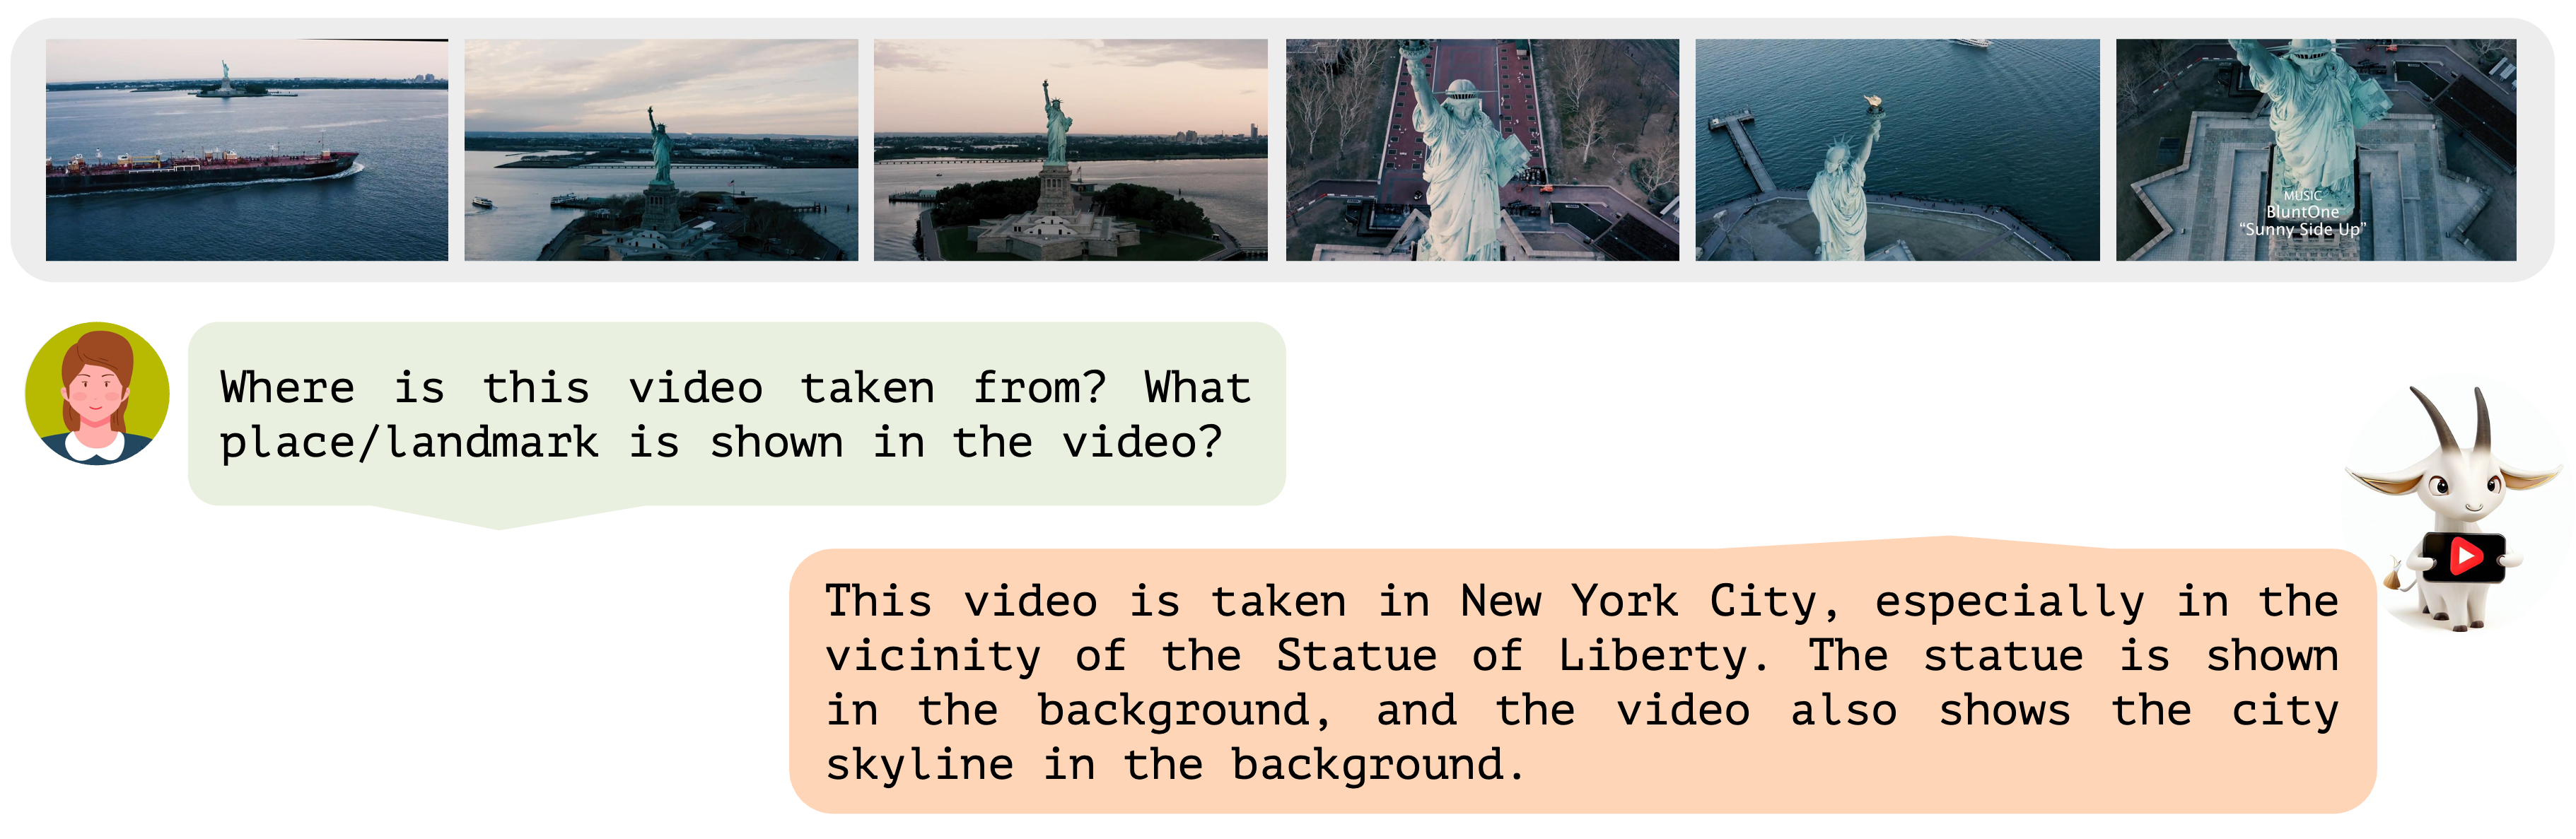 MUSIC
BluntOne
“Sunny Side Up”
Where is this video taken from? What
place/landmark is shown in the video?
This video is taken in New York City, especially in the
vicinity of the Statue of Liberty. The statue is shown
in the background, and the video also shows the city
skyline in the background.